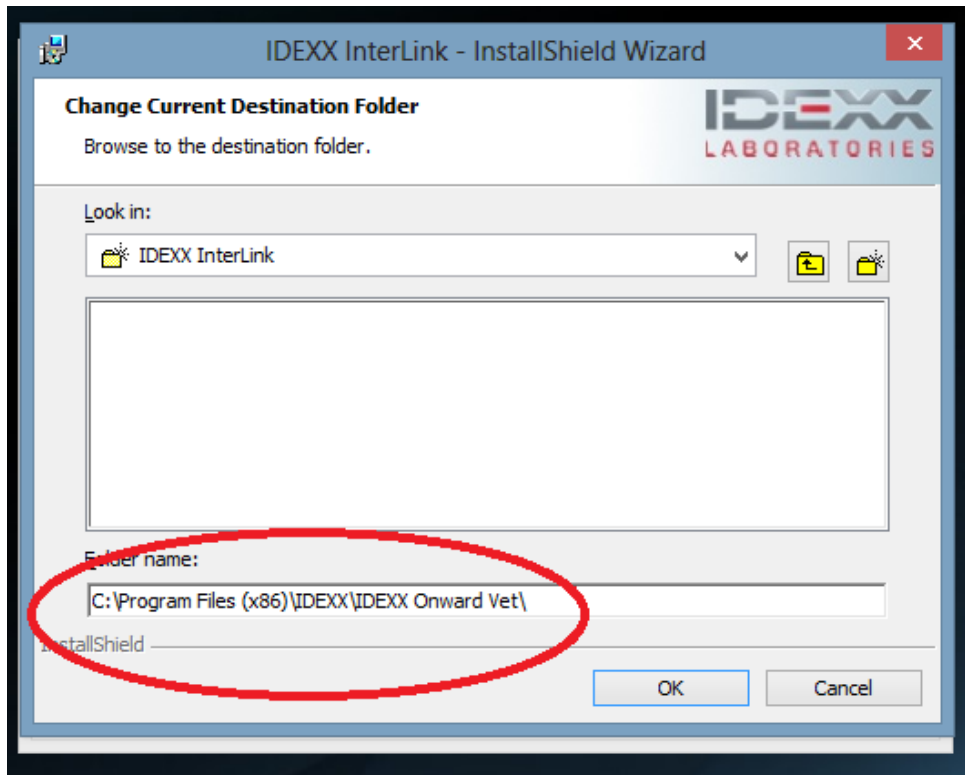 IDEXX InterLink - InstallShield Wizard
Change Current Destination Folder
Browse to the destination folder.
IDEXX
LABORATORIES
Look in:
IDEXX InterLink
Folder name:
C:\Program Files (x86)\IDEXX\IDEXX Onward Vet\
InstallShield
OK
Cancel